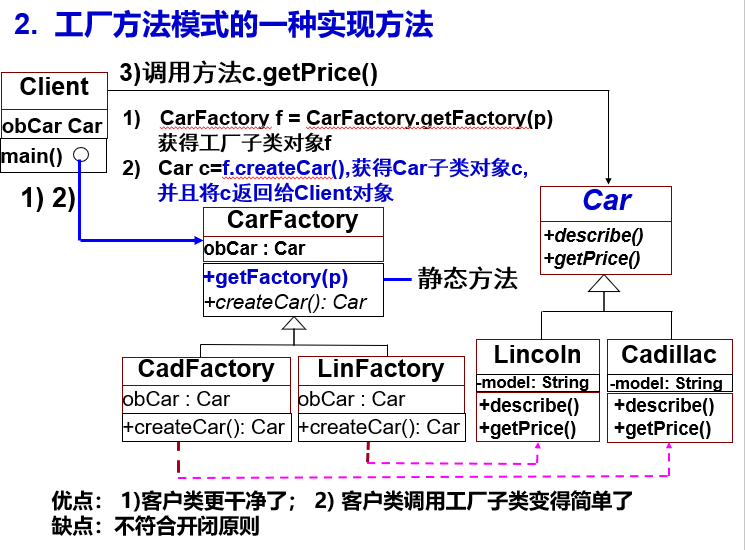 2. 工厂方法模式的一种实现方法
Client
obCar Car
main()
3)调用方法c.getPrice()
1) CarFactory f = CarFactory.getFactory(p)
获得工厂子类对象f
2) Car c=f.createCar(),获得Car子类对象c,
并且将c返回给Client对象
1) 2)
CarFactory
obCar : Car
+getFactory(p)
+createCar(): Car
静态方法
Car
+describe()
+getPrice()
CadFactory
obCar : Car
+createCar(): Car
LinFactory
obCar : Car
+createCar(): Car
Lincoln
-model: String
+describe()
+getPrice()
Cadillac
-model: String
+describe()
+getPrice()
优点： 1)客户类更干净了； 2) 客户类调用工厂子类变得简单了
缺点：不符合开闭原则